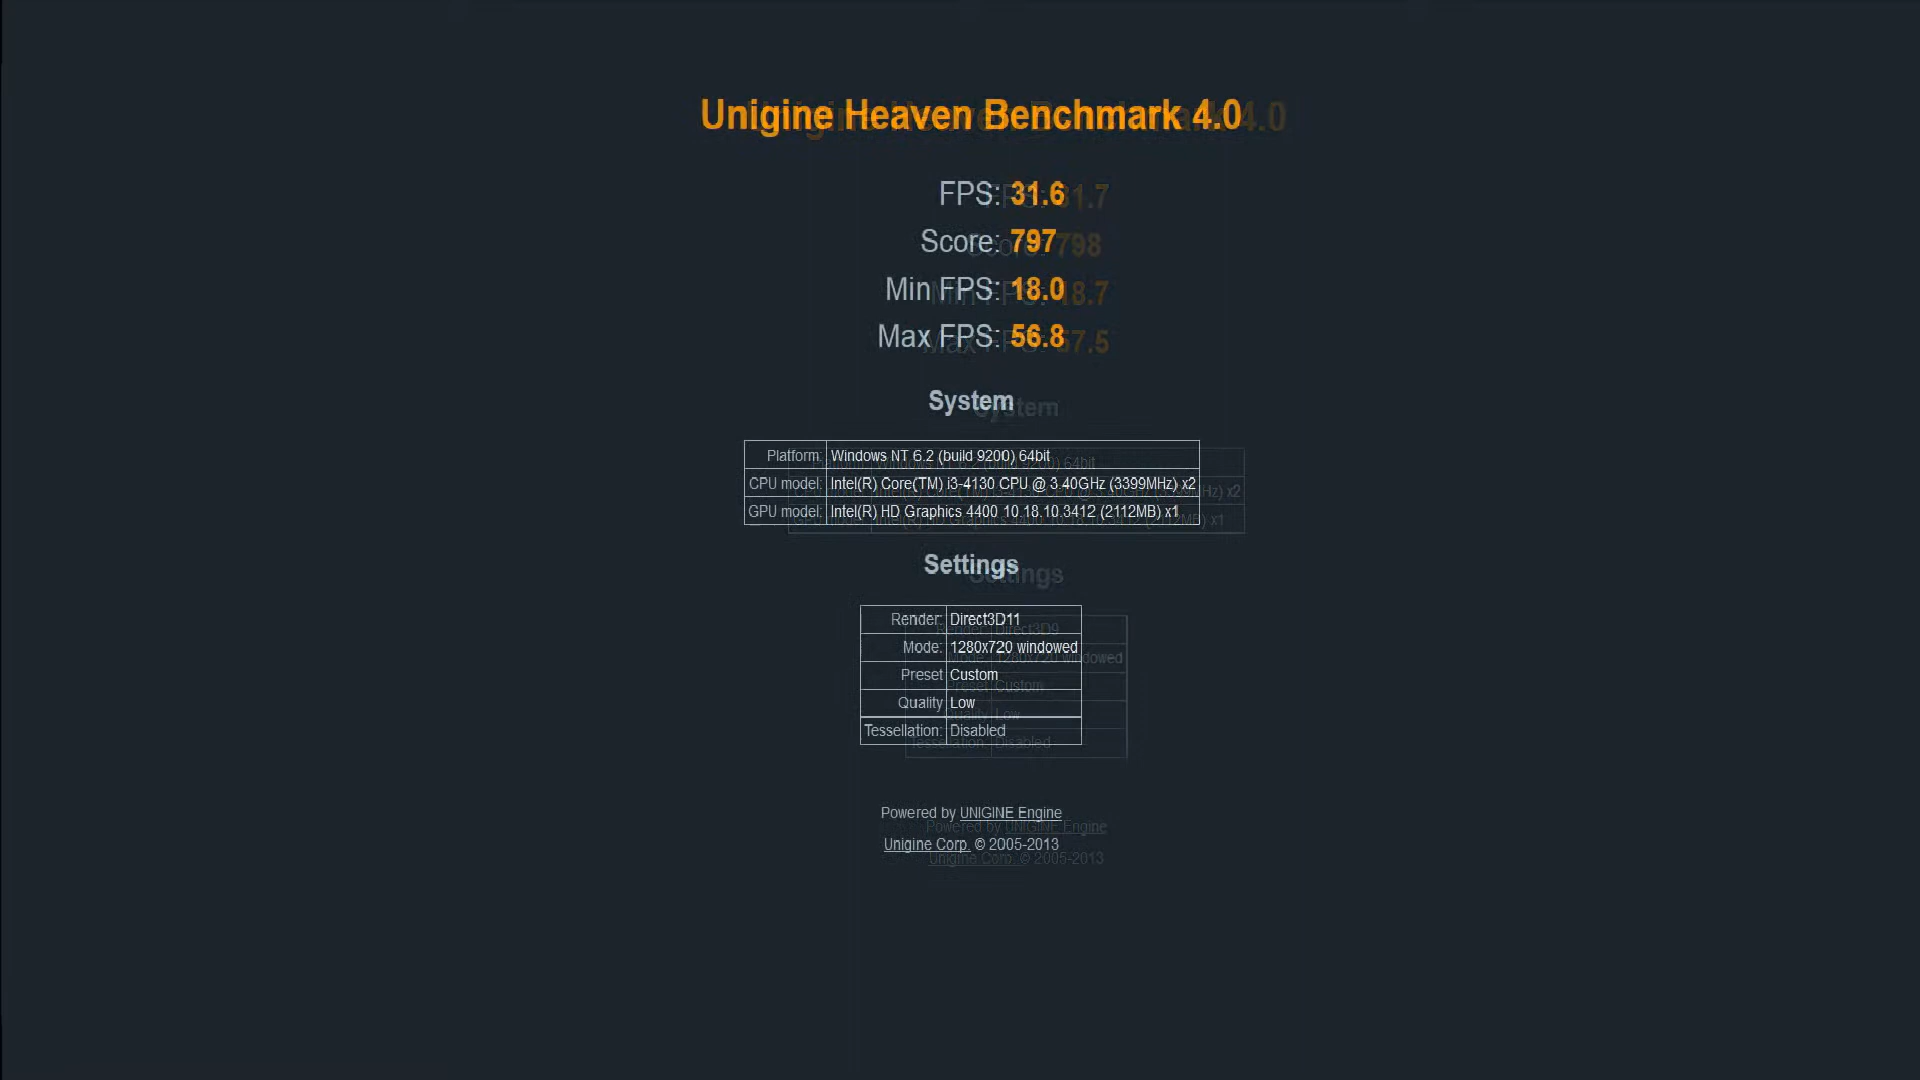 Unigine Heaven Benchmark 4.0
FPS: 31.6
Score: 797
Min FPS: 18.0
Max FPS: 56.8
System
Platform: Windows NT 6.2 (build 9200) 64bit
CPU model: Intel(R) Core(TM) i3-4130 CPU @ 3.40GHz (3399MHz) x2
GPU model: Intel(R) HD Graphics 4400 10.18.10.3412 (2112MB) x1
Settings
Render: Direct3D11
Mode: 1280x720 windowed
Preset Custom
Quality Low
Tessellation: Disabled
Powered by UNIGINE Engine
Unigine Corp. © 2005-2013